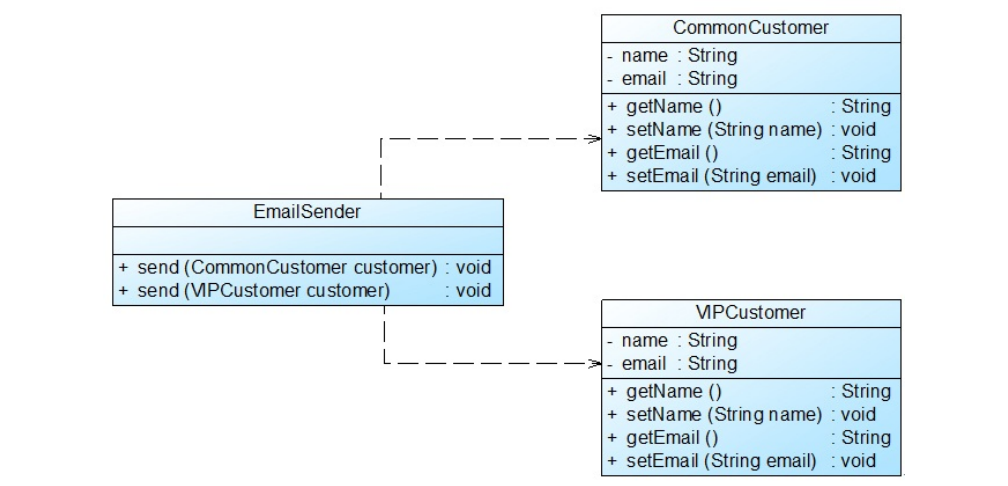 CommonCustomer
- name : String
- email : String
+ getName () : String
+ setName (String name) : void
+ getEmail () : String
+ setEmail (String email) : void
EmailSender
+ send (CommonCustomer customer) : void
+ send (VIPCustomer customer) : void
VIPCustomer
- name : String
- email : String
+ getName () : String
+ setName (String name) : void
+ getEmail () : String
+ setEmail (String email) : void